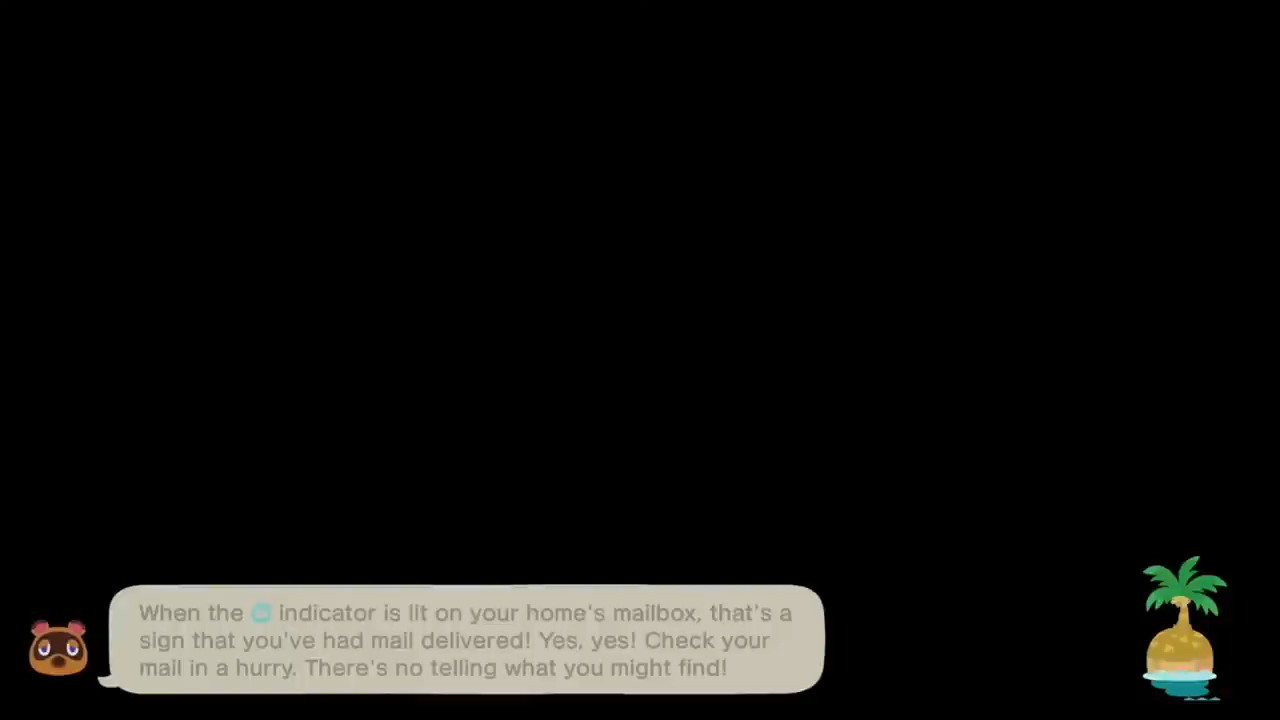 When the indicator is lit on your home's mailbox, that's a
sign that you've had mail delivered! Yes, yes! Check your
mail in a hurry. There's no telling what you might find!